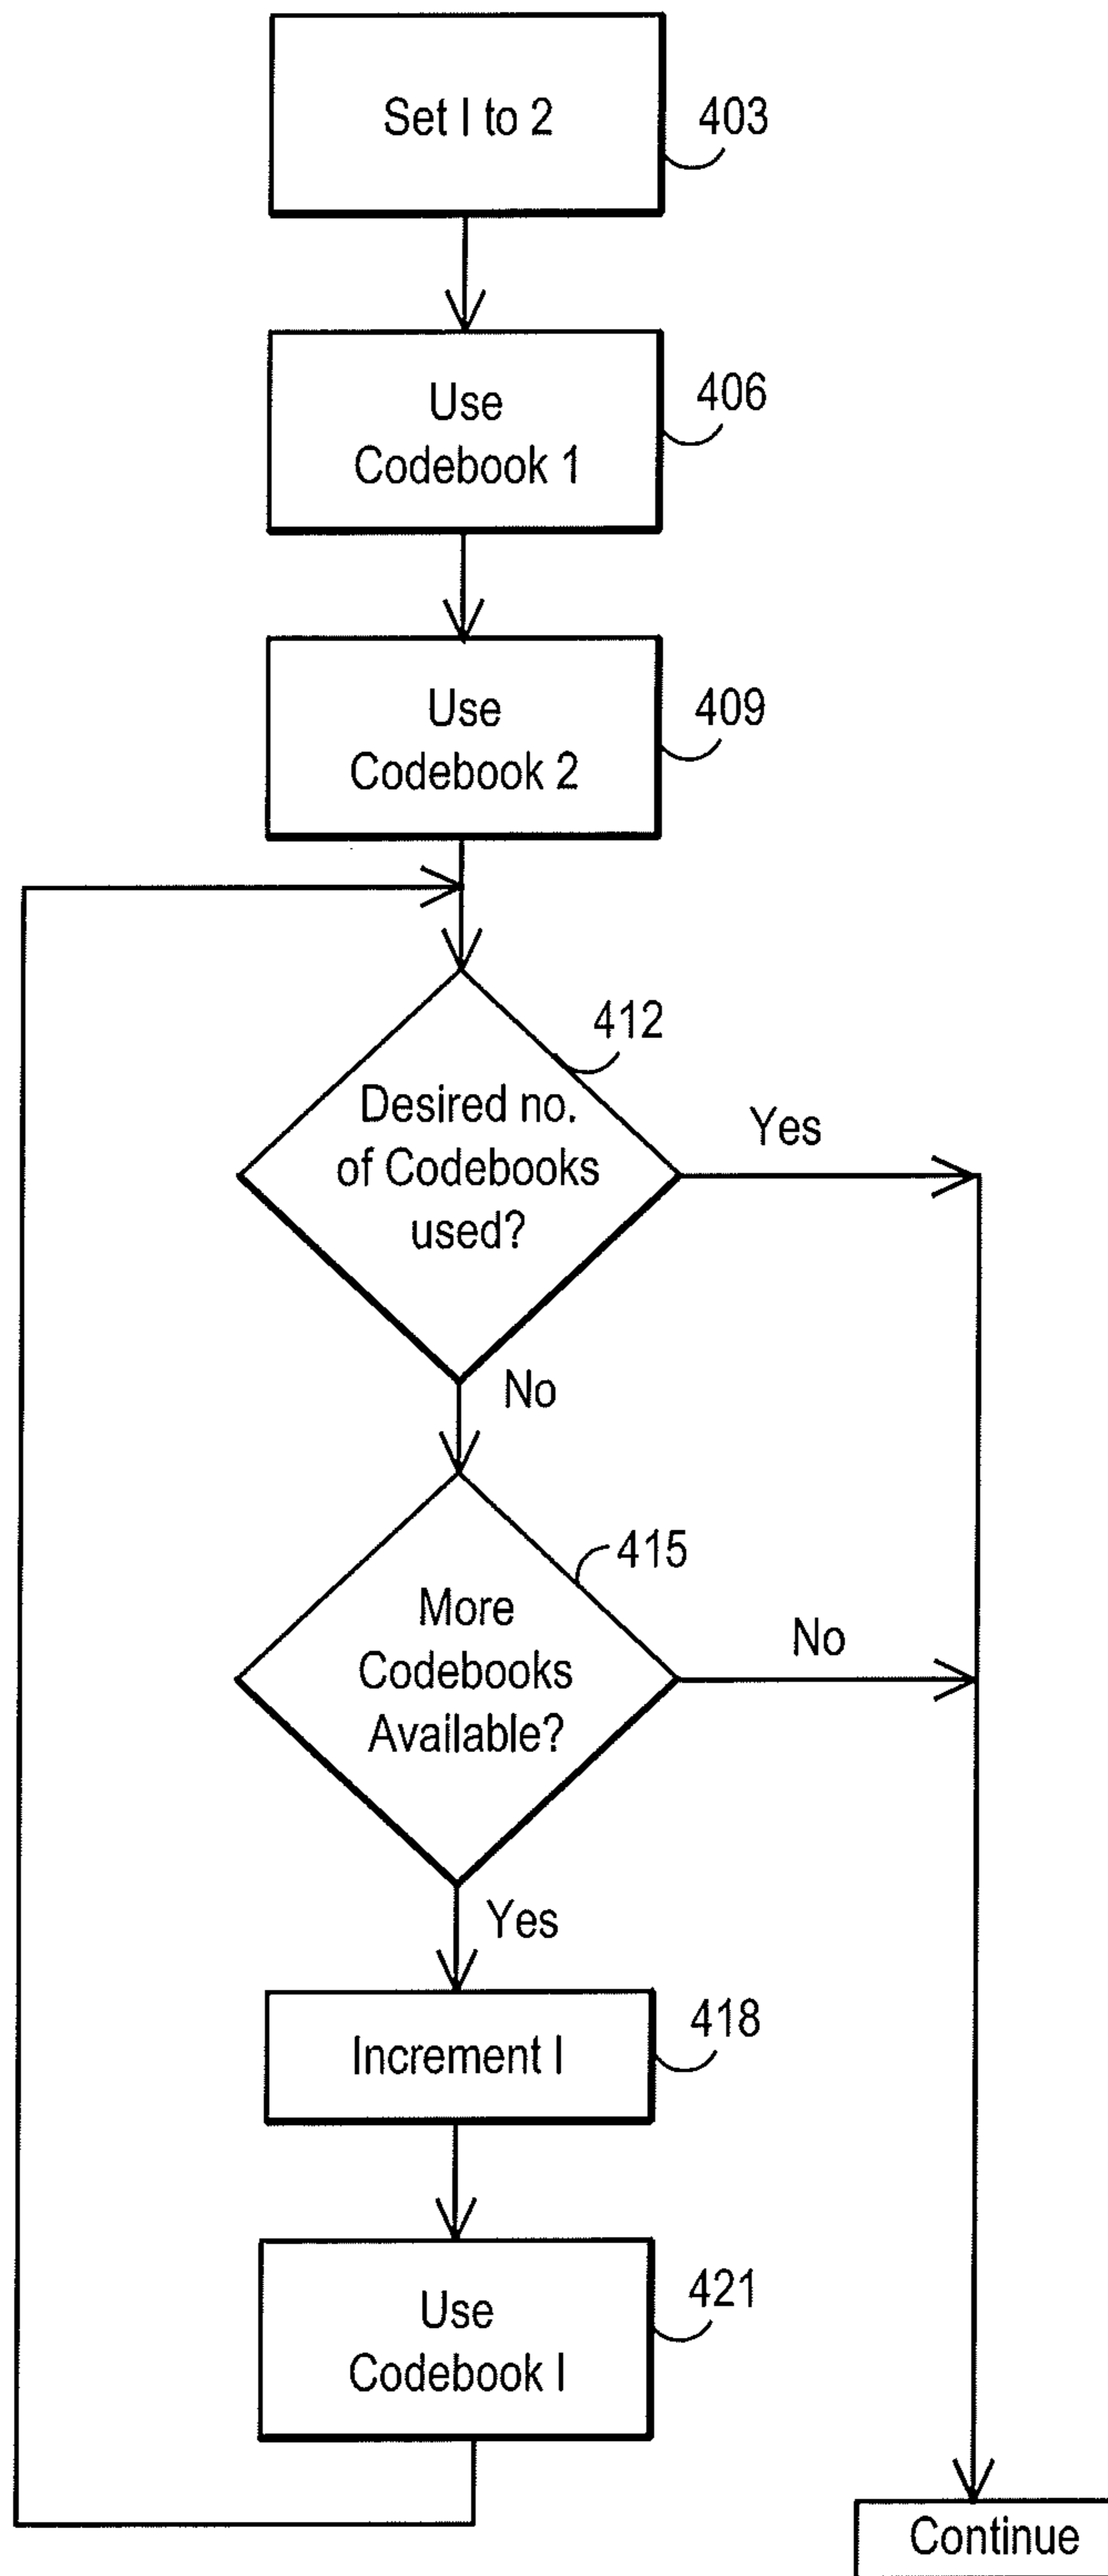 Set I to 2
403
Use
Codebook 1
406
Use
Codebook 2
409
412
Desired no.
of Codebooks
used?
Yes
No
415
More
Codebooks
Available?
No
Yes
Increment I
418
Use
Codebook I
421
Continue